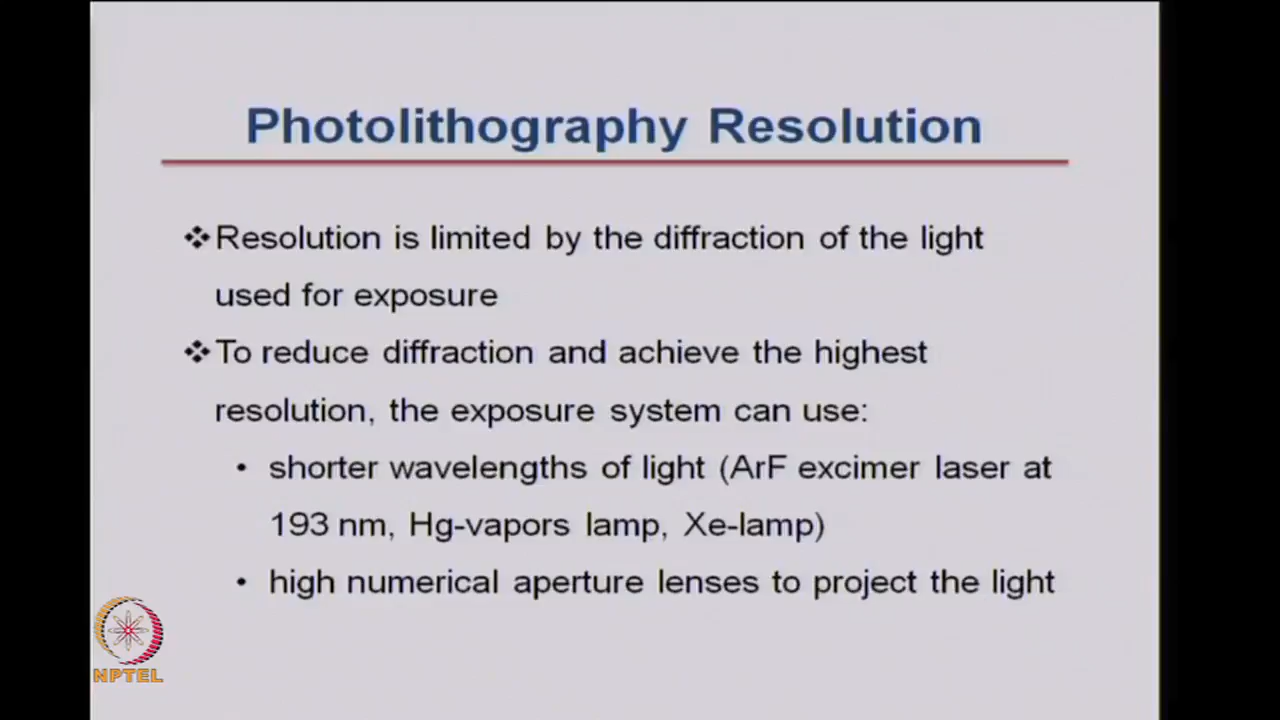 Photolithography Resolution
❖Resolution is limited by the diffraction of the light
used for exposure
❖To reduce diffraction and achieve the highest
resolution, the exposure system can use:
• shorter wavelengths of light (ArF excimer laser at
193 nm, Hg-vapors lamp, Xe-lamp)
• high numerical aperture lenses to project the light
NPTEL